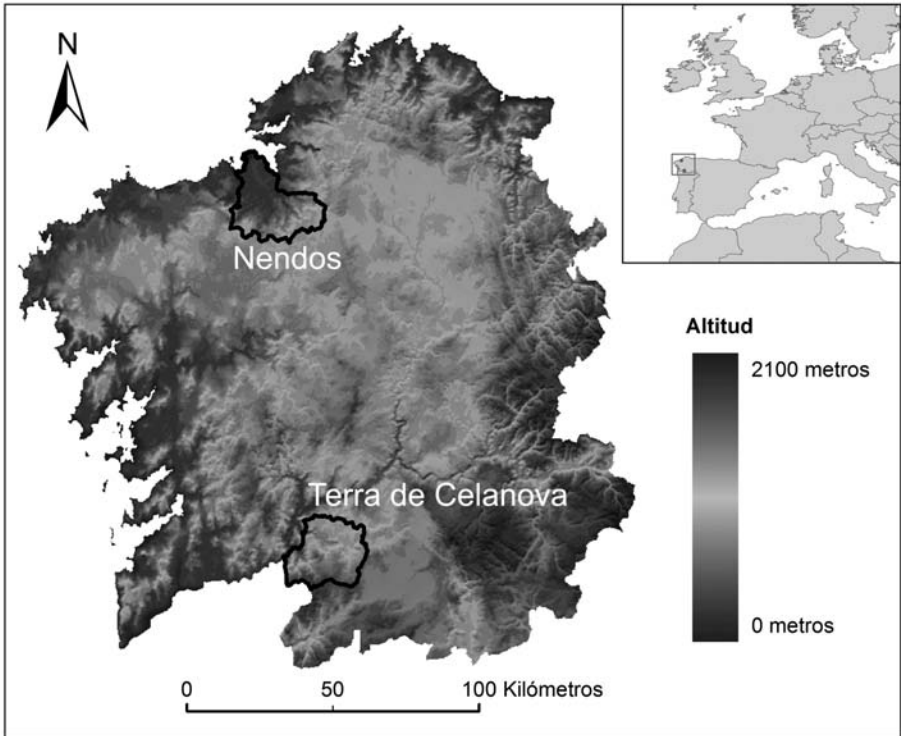 N
Nendos
Altitud
2100 metros
Terra de Celanova
0 metros
0 50 100 Kilómetros